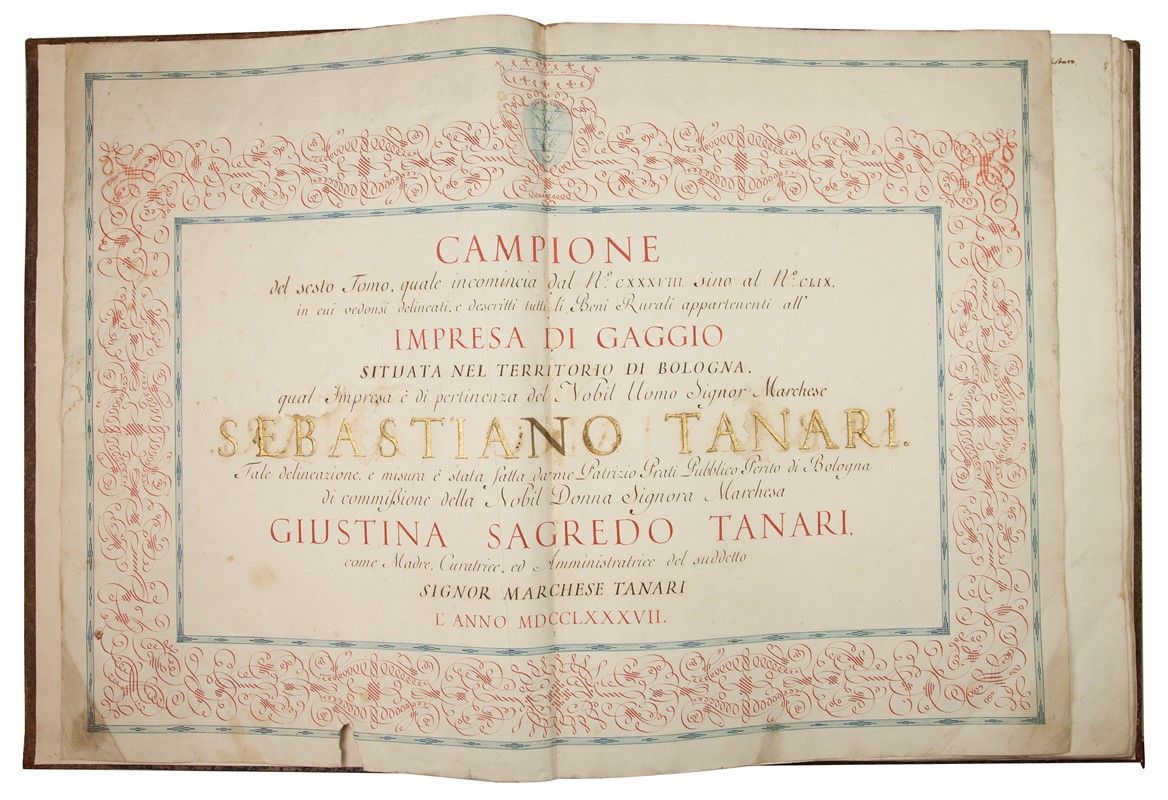 CAMPIONE
del sesto Tomo, quale incomincia dal N.º CXXXVIII. sino al N.º CLIX,
in cui vedonsi delineati, e descritti tutti li Beni Rurali appartenenti all'
IMPRESA DI GAGGIO
SITUATA NEL TERRITORIO DI BOLOGNA,
qual Impresa è di pertinenza del Nobil Uomo Signor Marchese
SEBASTIANO TANARI.
Tale delineazione, e misura è stata fatta da me Patrizio Prati Pubblico Perito di Bologna
di commißione della Nobil Donna Signora Marchesa
GIUSTINA SAGREDO TANARI,
come Madre, Curatrice, ed Amministratrice del suddetto
SIGNOR MARCHESE TANARI
L'ANNO MDCCLXXXVII.